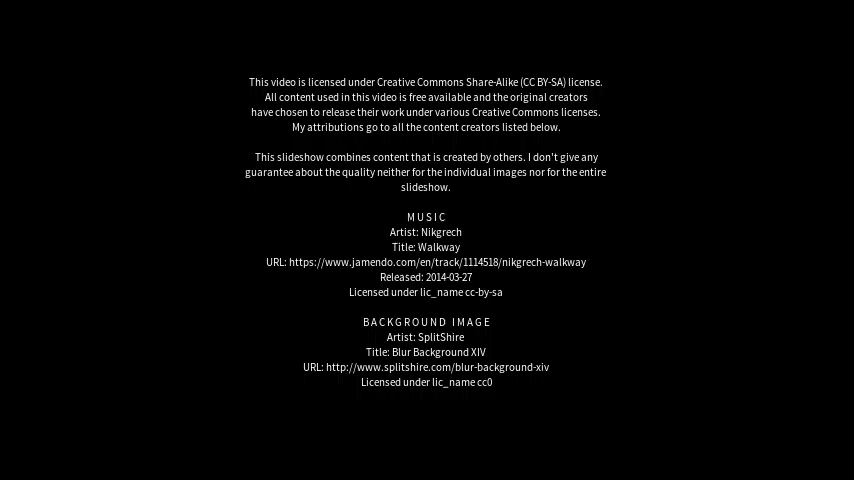 This video is licensed under Creative Commons Share-Alike (CC BY-SA) license.
All content used in this video is free available and the original creators
have chosen to release their work under various Creative Commons licenses.
My attributions go to all the content creators listed below.
This slideshow combines content that is created by others. I don't give any
guarantee about the quality neither for the individual images nor for the entire
slideshow.
MUSIC
Artist: Nikgrech
Title: Walkway
URL: https://www.jamendo.com/en/track/1114518/nikgrech-walkway
Released: 2014-03-27
Licensed under lic_name cc-by-sa
BACKGROUND IMAGE
Artist: SplitShire
Title: Blur Background XIV
URL: http://www.splitshire.com/blur-background-xiv
Licensed under lic_name cc0